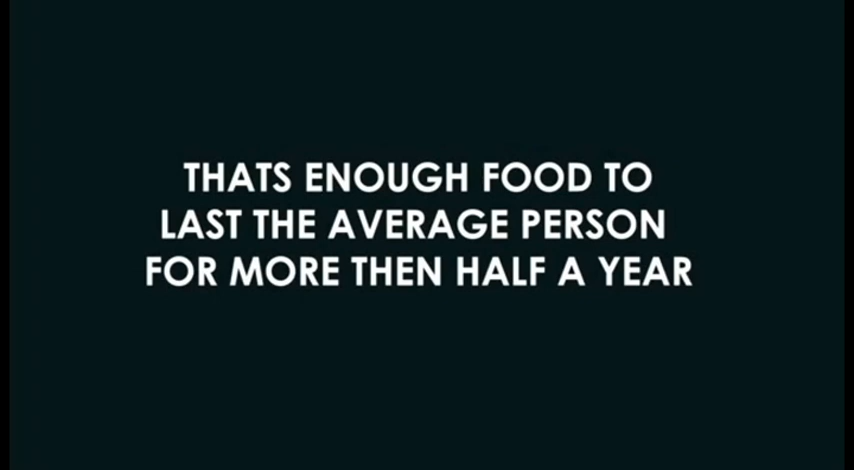 THATS ENOUGH FOOD TO
LAST THE AVERAGE PERSON
FOR MORE THEN HALF A YEAR